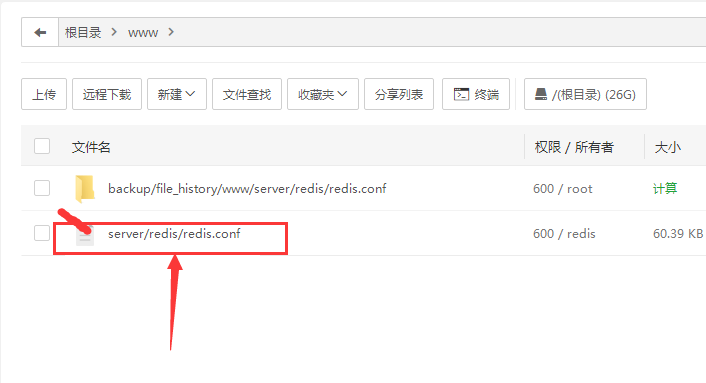 根目录 > www >
上传 远程下载 新建 文件查找 收藏夹 分享列表 终端 /(根目录) (26G)
文件名 权限 / 所有者 大小
backup/file_history/www/server/redis/redis.conf 600 / root 计算
server/redis/redis.conf 600 / redis 60.39 KB